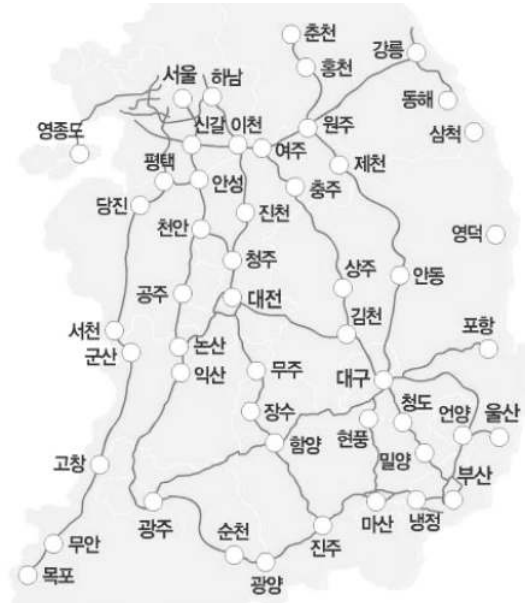 춘천
강릉
홍천
서울
하남
동해
영종도
신갈
이천
원주
삼척
여주
평택
안성
제천
충주
당진
진천
천안
영덕
청주
상주
안동
공주
대전
김천
서천
포항
군산
논산
무주
대구
익산
장수
청도
언양
울산
함양
현풍
고창
밀양
부산
광주
순천
마산
냉정
무안
진주
목포
광양